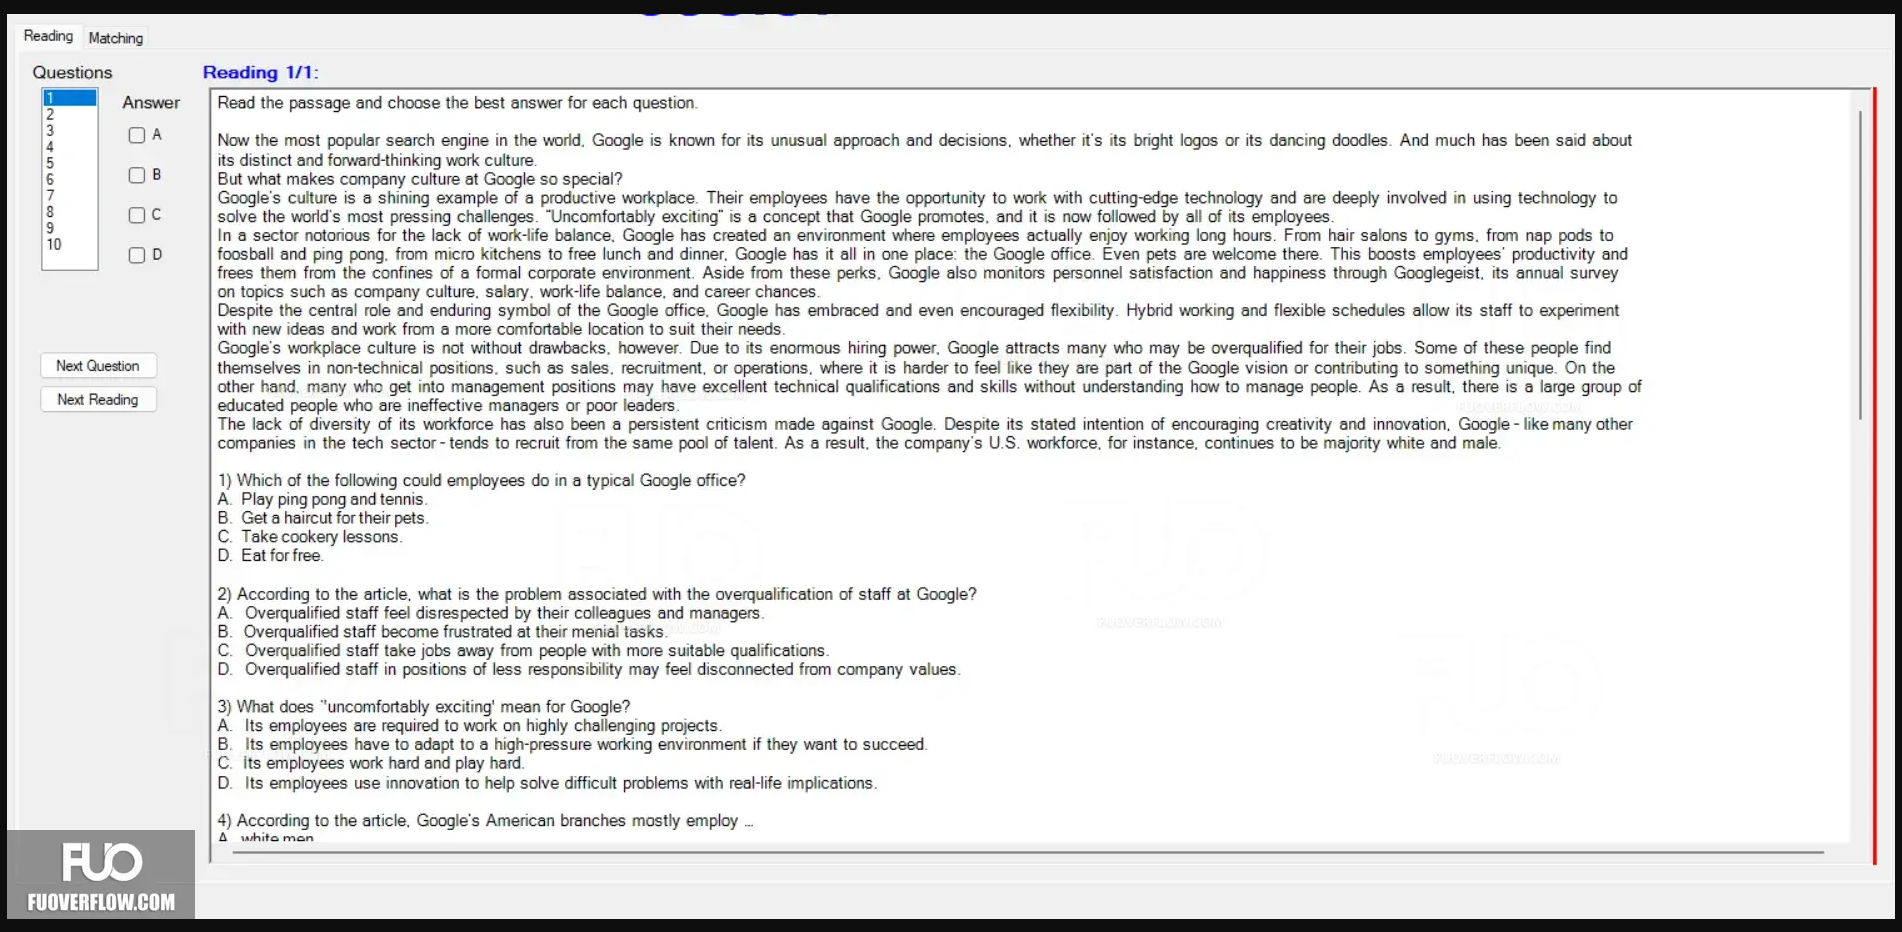 Reading
Matching
Questions
Reading 1/1:
1
2
3
4
5
6
7
8
9
10
Answer
A
B
C
D
Next Question
Next Reading
Read the passage and choose the best answer for each question.
Now the most popular search engine in the world, Google is known for its unusual approach and decisions, whether it's its bright logos or its dancing doodles. And much has been said about
its distinct and forward-thinking work culture.
But what makes company culture at Google so special?
Google's culture is a shining example of a productive workplace. Their employees have the opportunity to work with cutting-edge technology and are deeply involved in using technology to
solve the world's most pressing challenges. "Uncomfortably exciting" is a concept that Google promotes, and it is now followed by all of its employees.
In a sector notorious for the lack of work-life balance, Google has created an environment where employees actually enjoy working long hours. From hair salons to gyms, from nap pods to
foosball and ping pong, from micro kitchens to free lunch and dinner, Google has it all in one place: the Google office. Even pets are welcome there. This boosts employees' productivity and
frees them from the confines of a formal corporate environment. Aside from these perks, Google also monitors personnel satisfaction and happiness through Googlegeist, its annual survey
on topics such as company culture, salary, work-life balance, and career chances.
Despite the central role and enduring symbol of the Google office, Google has embraced and even encouraged flexibility. Hybrid working and flexible schedules allow its staff to experiment
with new ideas and work from a more comfortable location to suit their needs.
Google's workplace culture is not without drawbacks, however. Due to its enormous hiring power, Google attracts many who may be overqualified for their jobs. Some of these people find
themselves in non-technical positions, such as sales, recruitment, or operations, where it is harder to feel like they are part of the Google vision or contributing to something unique. On the
other hand, many who get into management positions may have excellent technical qualifications and skills without understanding how to manage people. As a result, there is a large group of
educated people who are ineffective managers or poor leaders.
The lack of diversity of its workforce has also been a persistent criticism made against Google. Despite its stated intention of encouraging creativity and innovation, Google - like many other
companies in the tech sector - tends to recruit from the same pool of talent. As a result, the company's U.S. workforce, for instance, continues to be majority white and male.
1) Which of the following could employees do in a typical Google office?
A. Play ping pong and tennis.
B. Get a haircut for their pets.
C. Take cookery lessons.
D. Eat for free.
2) According to the article, what is the problem associated with the overqualification of staff at Google?
A. Overqualified staff feel disrespected by their colleagues and managers.
B. Overqualified staff become frustrated at their menial tasks.
C. Overqualified staff take jobs away from people with more suitable qualifications.
D. Overqualified staff in positions of less responsibility may feel disconnected from company values.
3) What does "uncomfortably exciting' mean for Google?
A. Its employees are required to work on highly challenging projects.
B. Its employees have to adapt to a high-pressure working environment if they want to succeed.
C. Its employees work hard and play hard.
D. Its employees use innovation to help solve difficult problems with real-life implications.
4) According to the article, Google's American branches mostly employ ...
A. white men
FUO
FUOVERFLOW.COM
FUOVERFLOW.COM
FUOVERFLOW.COM